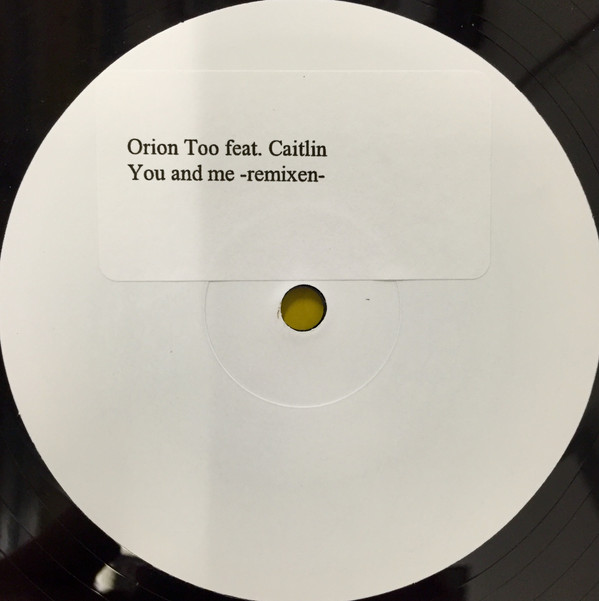 Orion Too feat. Caitlin
You and me -remixen-